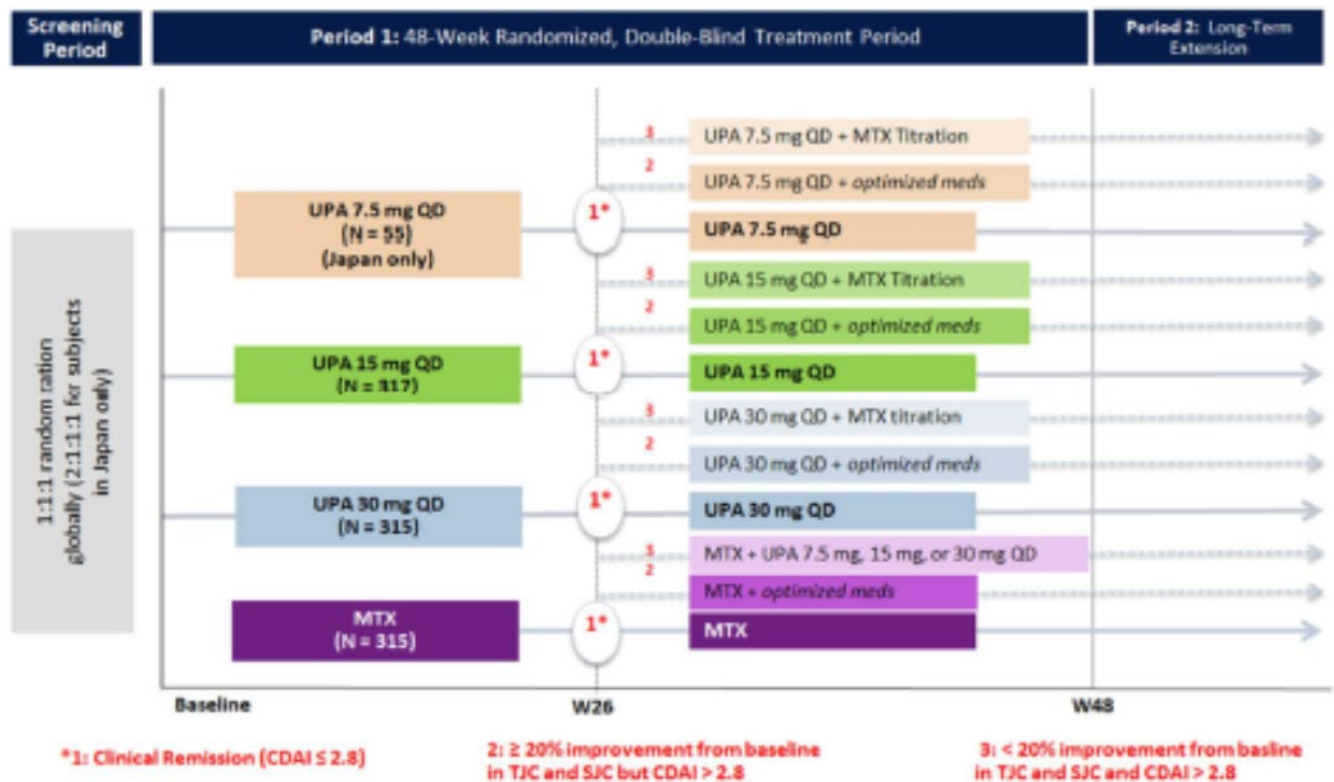 Screening
Period
Period 1: 48-Week Randomized, Double-Blind Treatment Period
Period 2: Long-Term
Extension
1:1:1 random ration
globally (2:1:1:1 for subjects
in Japan only)
UPA 7.5 mg QD
(N = 55)
(Japan only)
1*
3
UPA 7.5 mg QD + MTX Titration
2
UPA 7.5 mg QD + optimized meds
UPA 7.5 mg QD
UPA 15 mg QD
(N = 317)
1*
3
UPA 15 mg QD + MTX Titration
2
UPA 15 mg QD + optimized meds
UPA 15 mg QD
UPA 30 mg QD
(N = 315)
1*
3
UPA 30 mg QD + MTX titration
2
UPA 30 mg QD + optimized meds
UPA 30 mg QD
MTX
(N = 315)
1*
3
MTX + UPA 7.5 mg, 15 mg, or 30 mg QD
2
MTX + optimized meds
MTX
Baseline
W26
W48
*1: Clinical Remission (CDAI ≤ 2.8)
2: ≥ 20% improvement from baseline
in TJC and SJC but CDAI > 2.8
3: < 20% improvement from basline
in TJC and SJC and CDAI > 2.8